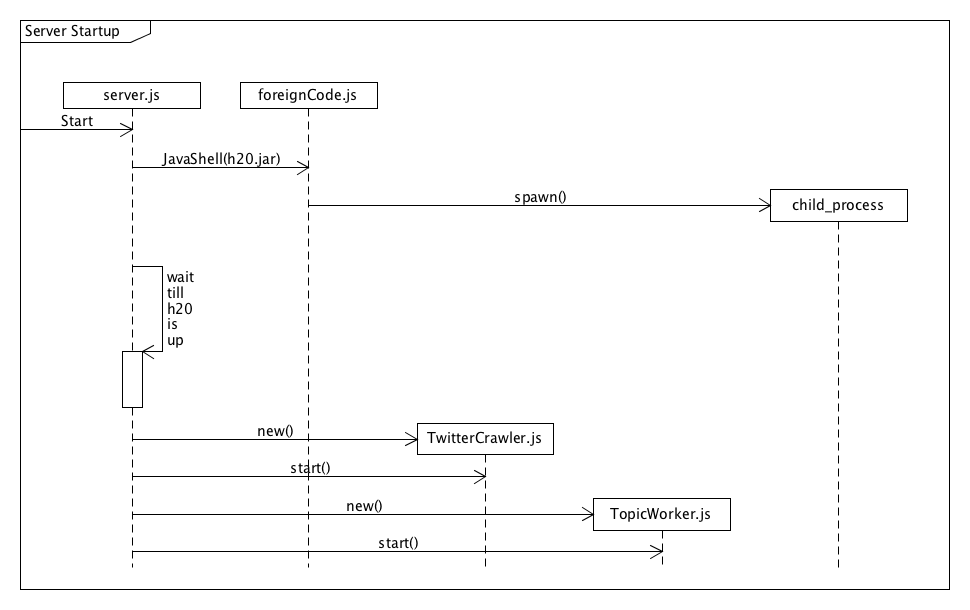 Server Startup
server.js
foreignCode.js
Start
JavaShell(h20.jar)
spawn()
child_process
wait
till
h20
is
up
new()
TwitterCrawler.js
start()
new()
TopicWorker.js
start()